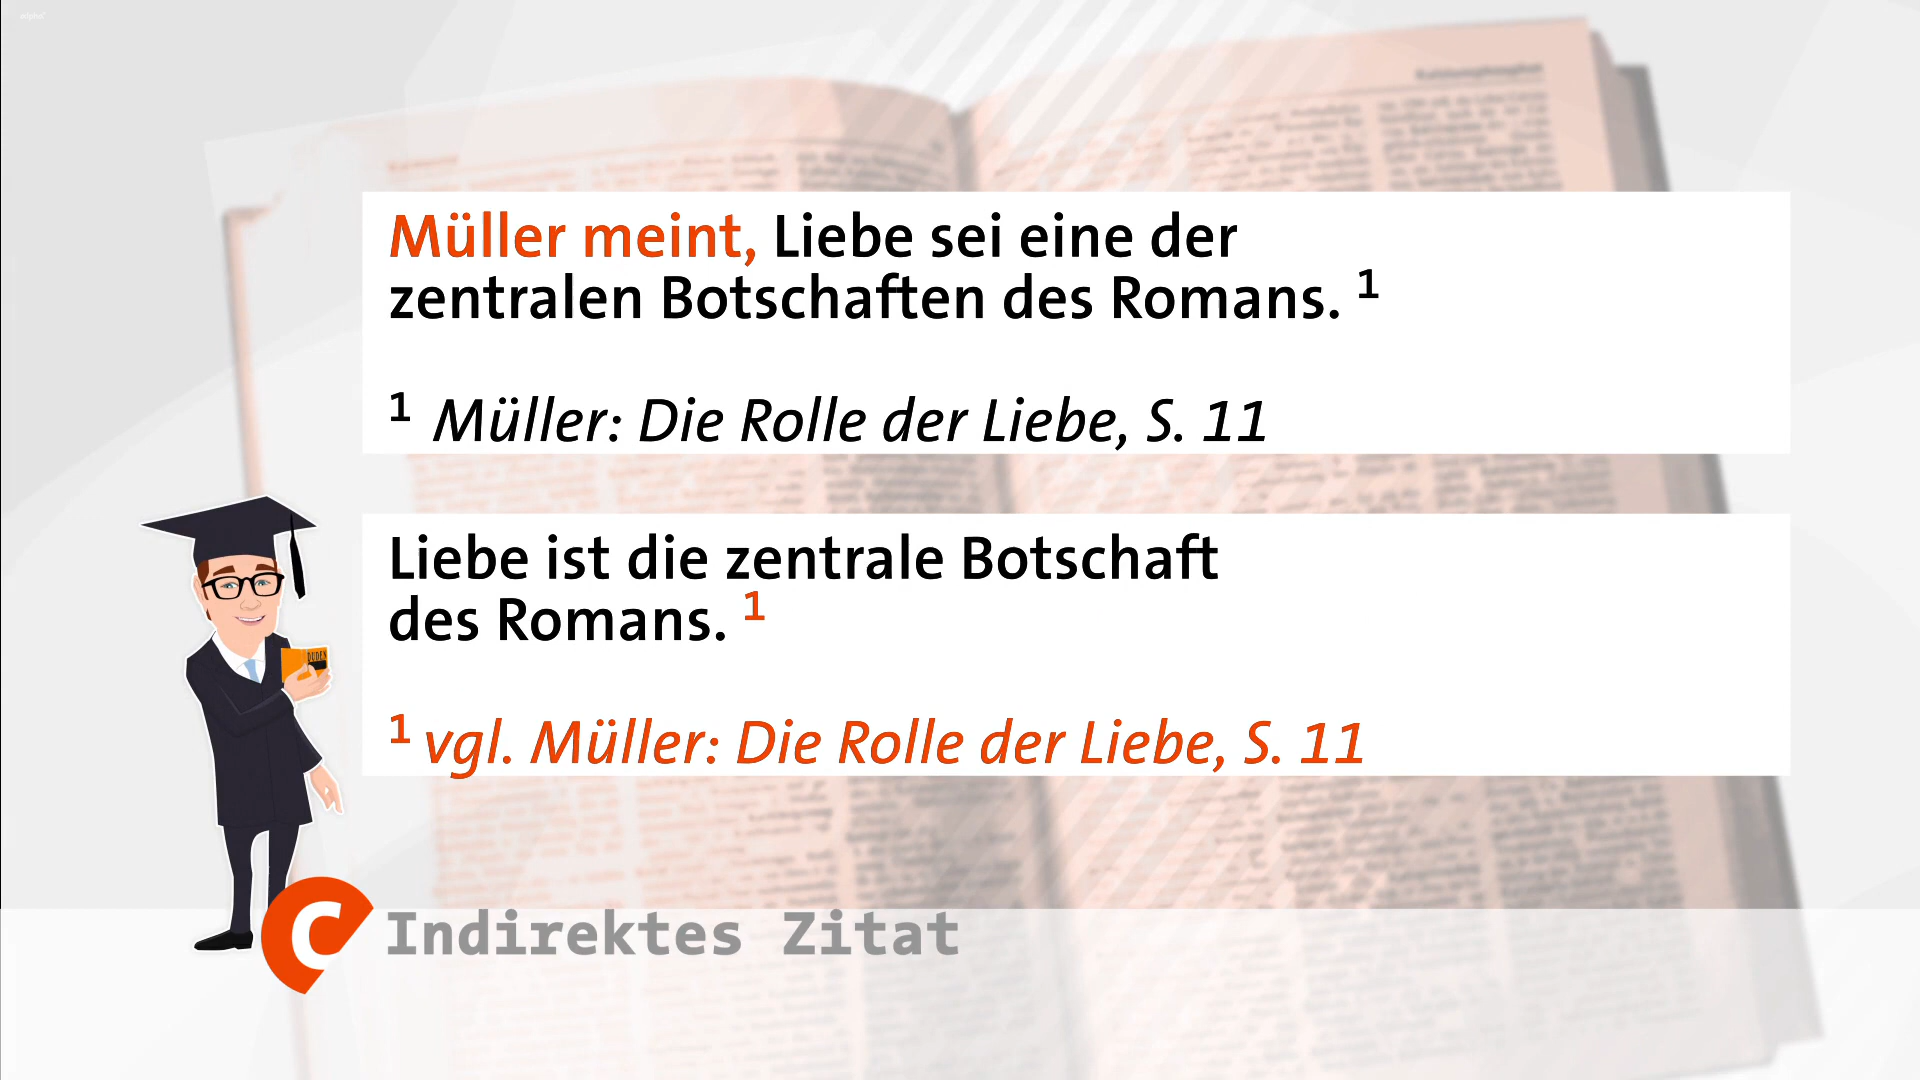 Müller meint, Liebe sei eine der
zentralen Botschaften des Romans. ¹
¹ Müller: Die Rolle der Liebe, S. 11
Liebe ist die zentrale Botschaft
des Romans. ¹
¹ vgl. Müller: Die Rolle der Liebe, S. 11
DUDEN
C Indirektes Zitat